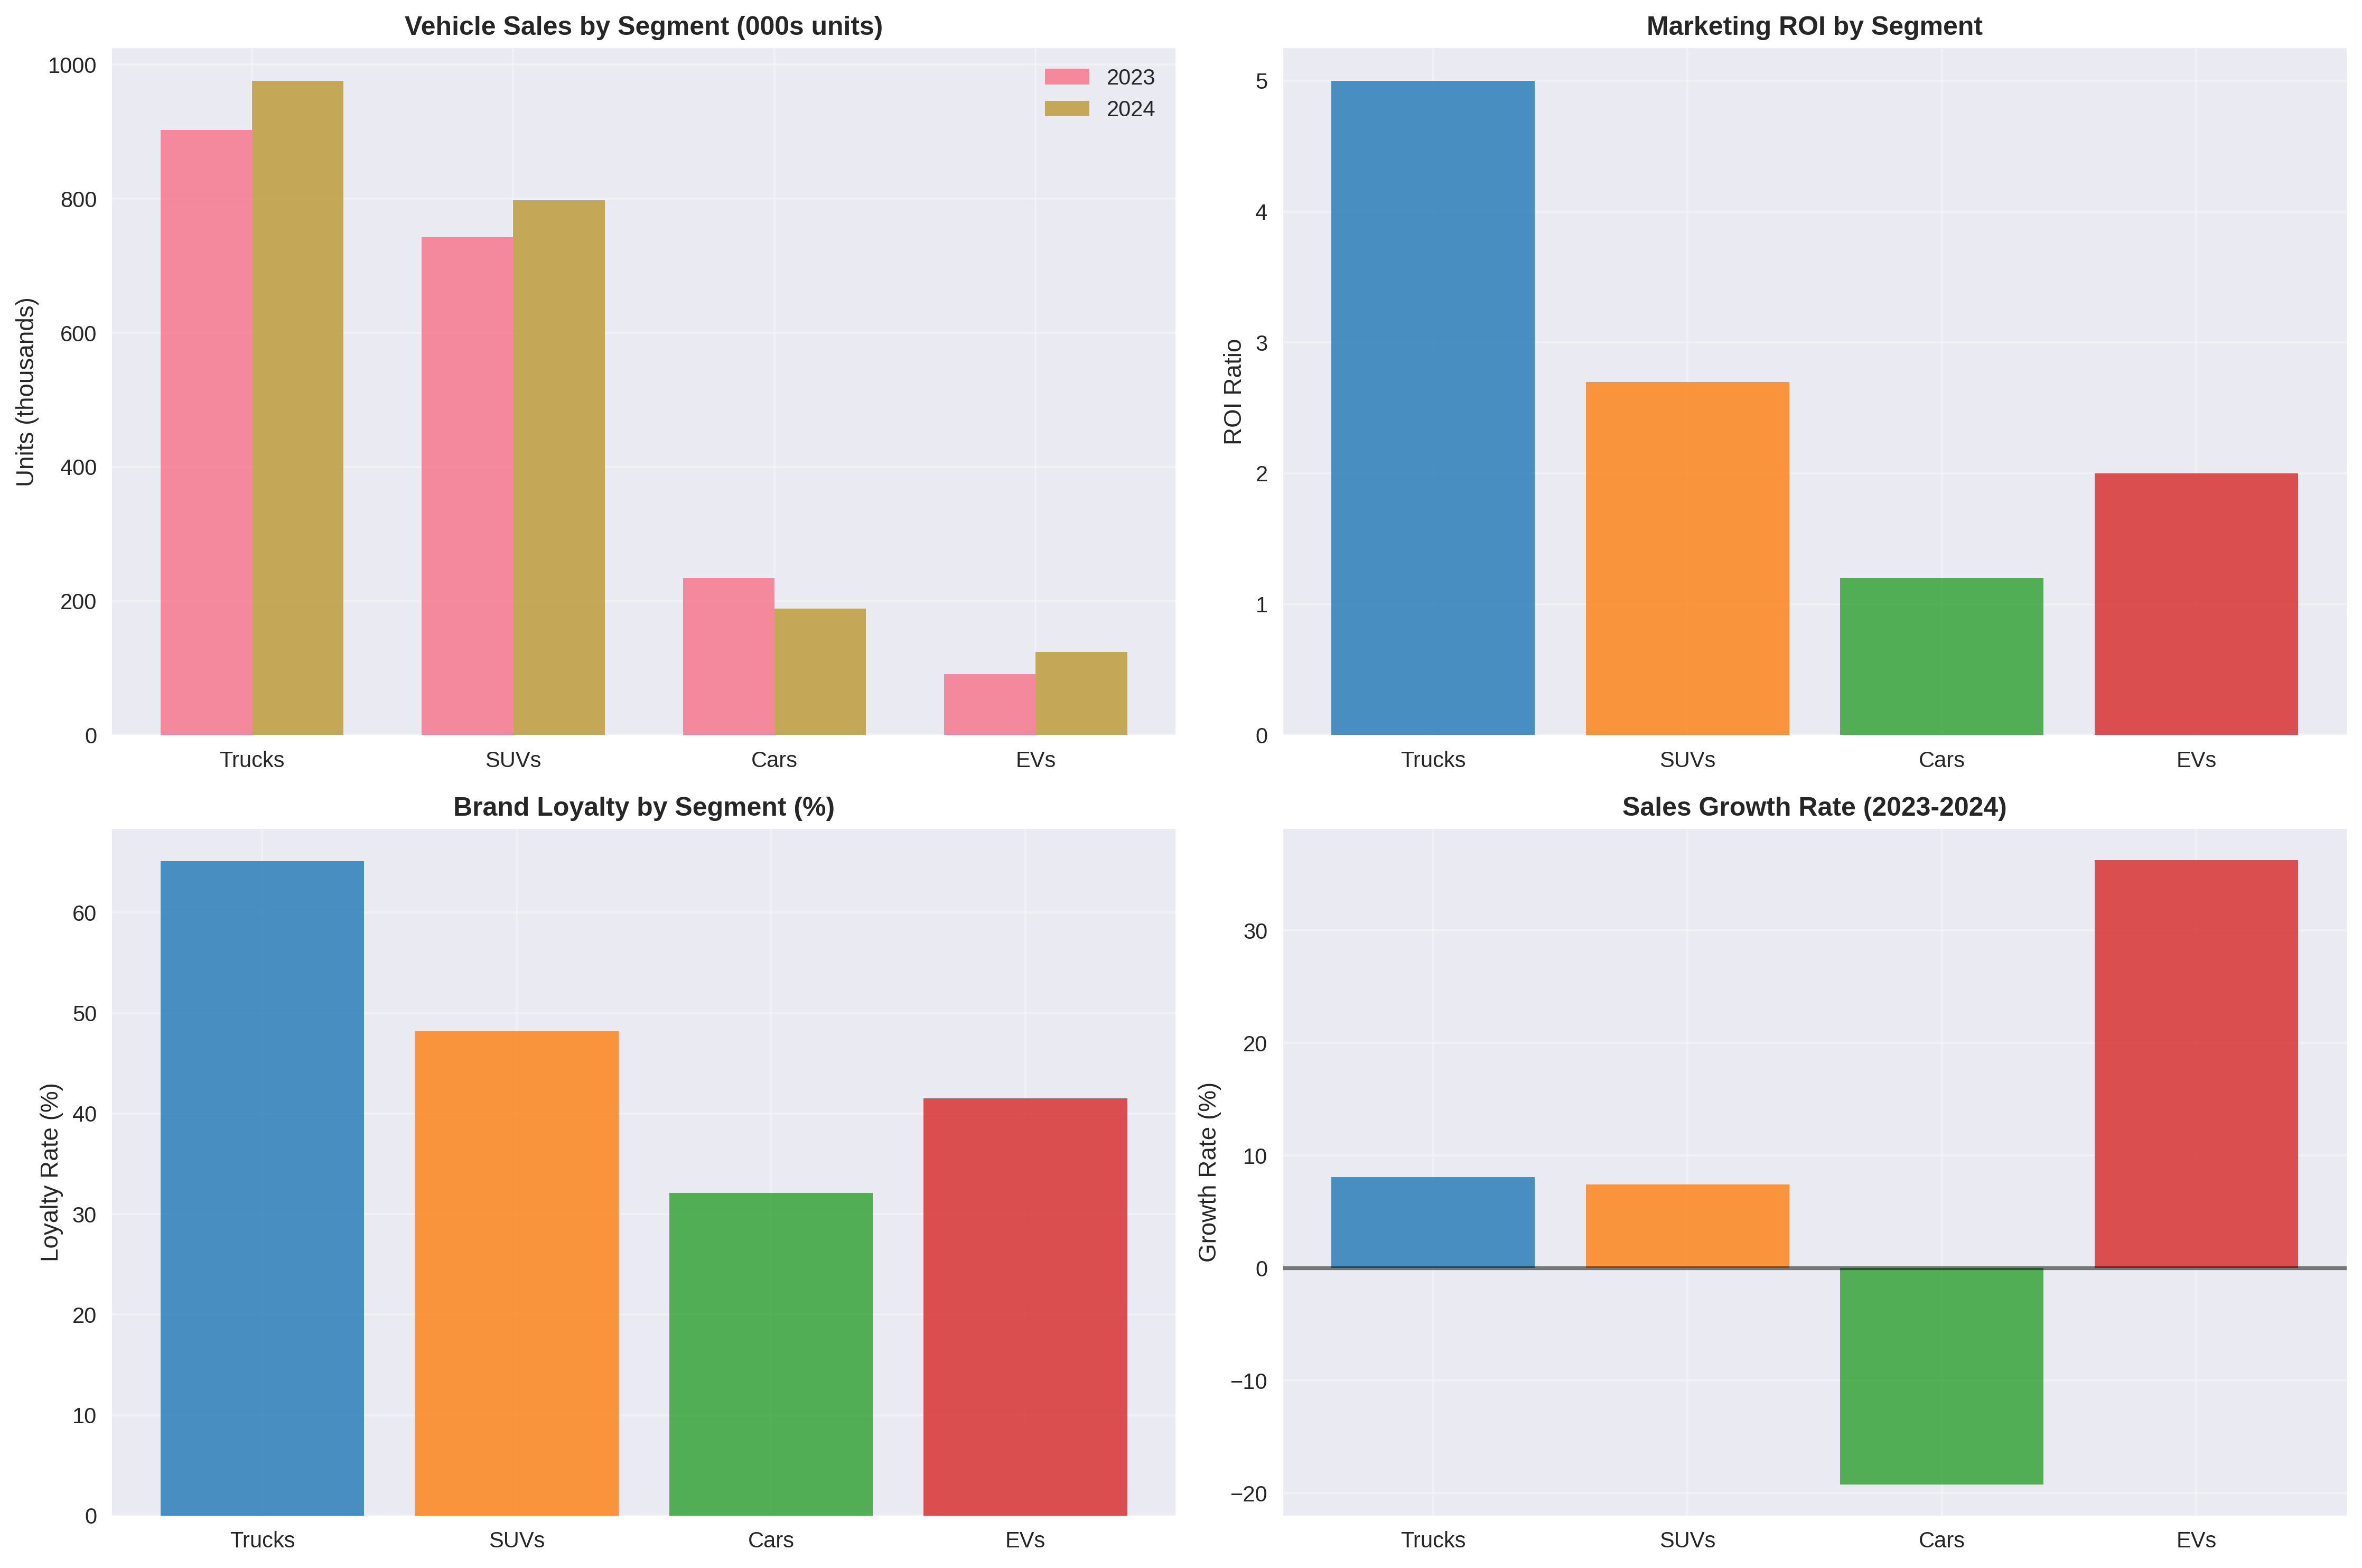 Vehicle Sales by Segment (000s units)
Units (thousands)
1000
800
600
400
200
0
2023
2024
Trucks
SUVs
Cars
EVs
Marketing ROI by Segment
ROI Ratio
5
4
3
2
1
0
Trucks
SUVs
Cars
EVs
Brand Loyalty by Segment (%)
Loyalty Rate (%)
60
50
40
30
20
10
0
Trucks
SUVs
Cars
EVs
Sales Growth Rate (2023-2024)
Growth Rate (%)
30
20
10
0
−10
−20
Trucks
SUVs
Cars
EVs